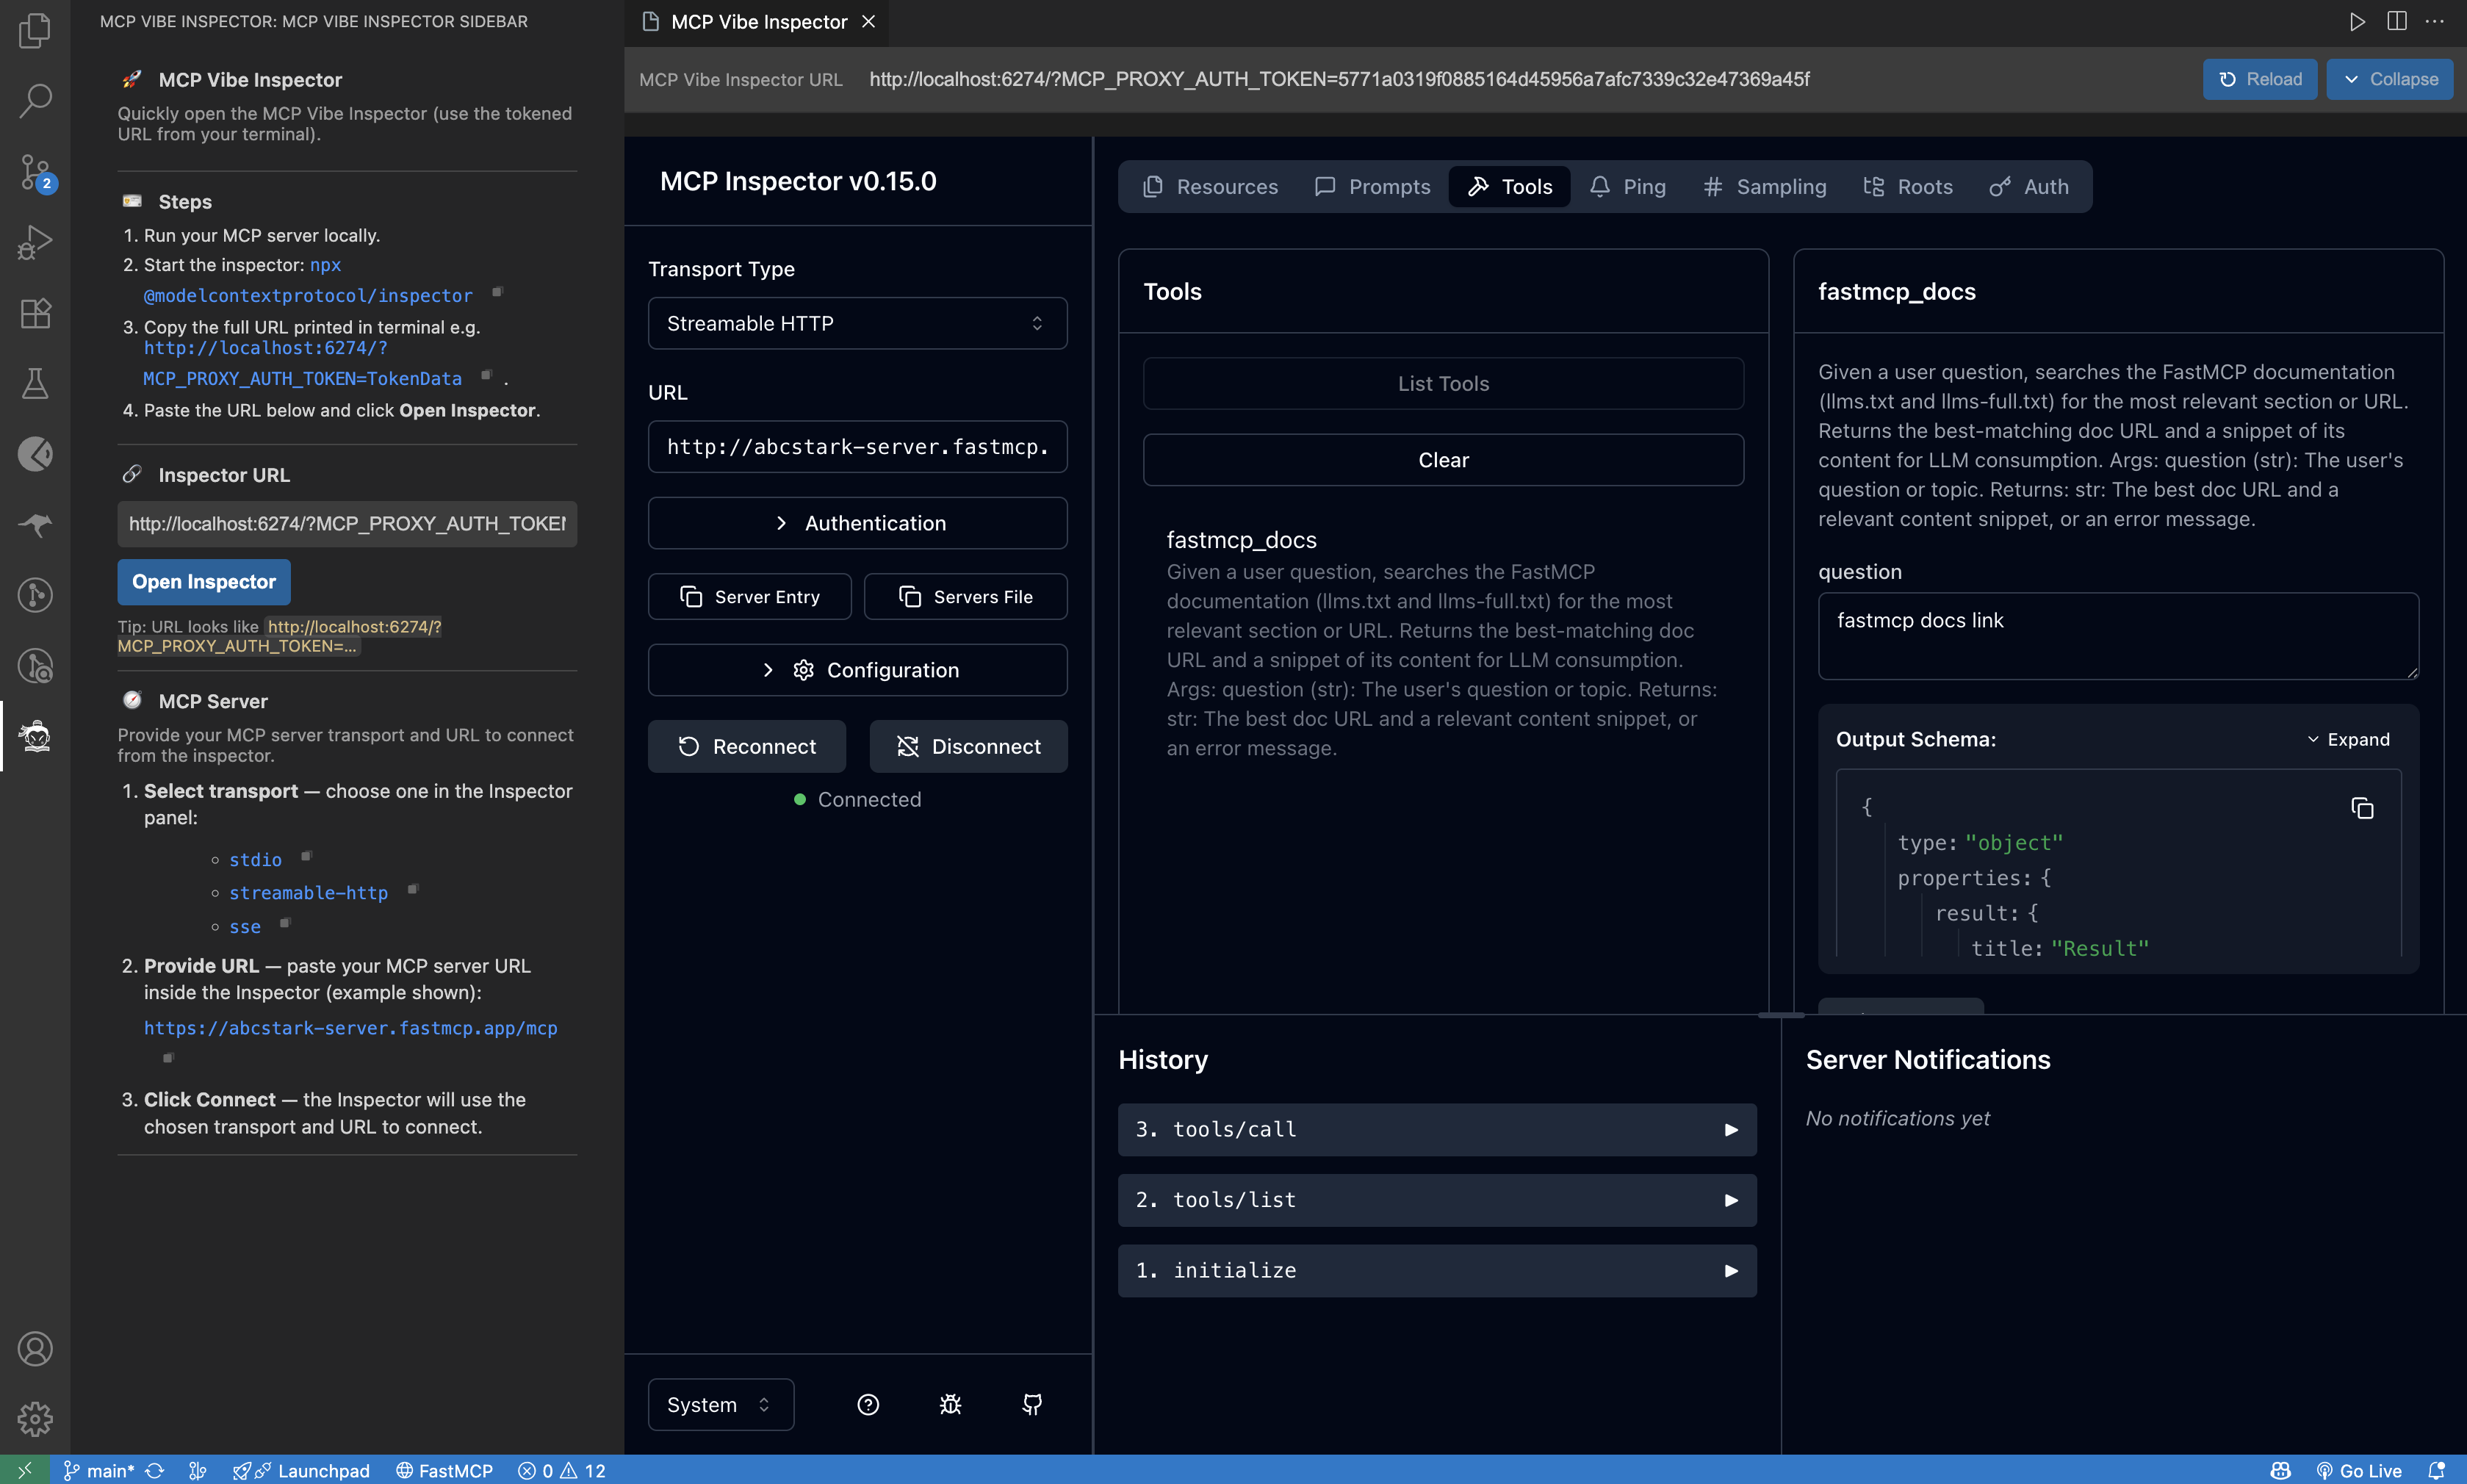 MCP VIBE INSPECTOR: MCP VIBE INSPECTOR SIDEBAR
MCP Vibe Inspector
Quickly open the MCP Vibe Inspector (use the tokened
URL from your terminal).
Steps
1. Run your MCP server locally.
2. Start the inspector: npx
@modelcontextprotocol/inspector
3. Copy the full URL printed in terminal e.g.
http://localhost:6274/?
MCP_PROXY_AUTH_TOKEN=TokenData .
4. Paste the URL below and click Open Inspector.
Inspector URL
http://localhost:6274/?MCP_PROXY_AUTH_TOKEN
Open Inspector
Tip: URL looks like http://localhost:6274/?
MCP_PROXY_AUTH_TOKEN=...
MCP Server
Provide your MCP server transport and URL to connect
from the inspector.
1. Select transport — choose one in the Inspector
panel:
stdio
streamable-http
sse
2. Provide URL — paste your MCP server URL
inside the Inspector (example shown):
https://abcstark-server.fastmcp.app/mcp
3. Click Connect — the Inspector will use the
chosen transport and URL to connect.
2
MCP Vibe Inspector
MCP Vibe Inspector URL http://localhost:6274/?MCP_PROXY_AUTH_TOKEN=5771a0319f0885164d45956a7afc7339c32e47369a45f
Reload
Collapse
MCP Inspector v0.15.0
Transport Type
Streamable HTTP
URL
http://abcstark-server.fastmcp.
Authentication
Server Entry
Servers File
Configuration
Reconnect
Disconnect
Connected
System
Resources
Prompts
Tools
Ping
Sampling
Roots
Auth
Tools
List Tools
Clear
fastmcp_docs
Given a user question, searches the FastMCP
documentation (llms.txt and llms-full.txt) for the most
relevant section or URL. Returns the best-matching doc
URL and a snippet of its content for LLM consumption.
Args: question (str): The user's question or topic. Returns:
str: The best doc URL and a relevant content snippet, or
an error message.
fastmcp_docs
Given a user question, searches the FastMCP documentation
(llms.txt and llms-full.txt) for the most relevant section or URL.
Returns the best-matching doc URL and a snippet of its
content for LLM consumption. Args: question (str): The user's
question or topic. Returns: str: The best doc URL and a
relevant content snippet, or an error message.
question
fastmcp docs link
Output Schema:
Expand
{
type: "object"
properties: {
result: {
title: "Result"
History
3. tools/call
2. tools/list
1. initialize
Server Notifications
No notifications yet
main*
Launchpad
FastMCP
0
12
Go Live